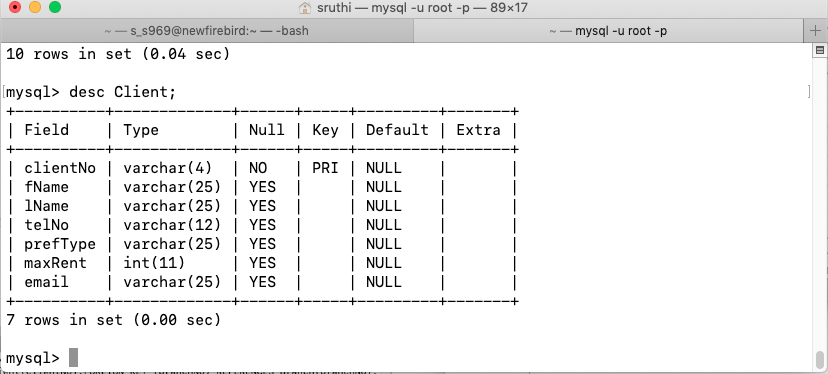 sruthi — mysql -u root -p — 89×17
~ — s_s969@newfirebird:~ — -bash
~ — mysql -u root -p
+
10 rows in set (0.04 sec)
[mysql> desc Client; ]
+----------+-------------+------+-----+---------+-------+
| Field    | Type        | Null | Key | Default | Extra |
+----------+-------------+------+-----+---------+-------+
| clientNo | varchar(4)  | NO   | PRI | NULL    |       |
| fName    | varchar(25) | YES  |     | NULL    |       |
| lName    | varchar(25) | YES  |     | NULL    |       |
| telNo    | varchar(12) | YES  |     | NULL    |       |
| prefType | varchar(25) | YES  |     | NULL    |       |
| maxRent  | int(11)     | YES  |     | NULL    |       |
| email    | varchar(25) | YES  |     | NULL    |       |
+----------+-------------+------+-----+---------+-------+
7 rows in set (0.00 sec)
mysql>